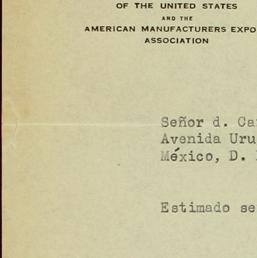 OF THE UNITED STATES
AND THE
AMERICAN MANUFACTURERS EXPO
ASSOCIATION
Señor d. Ca
Avenida Uru
México, D.
Estimado se